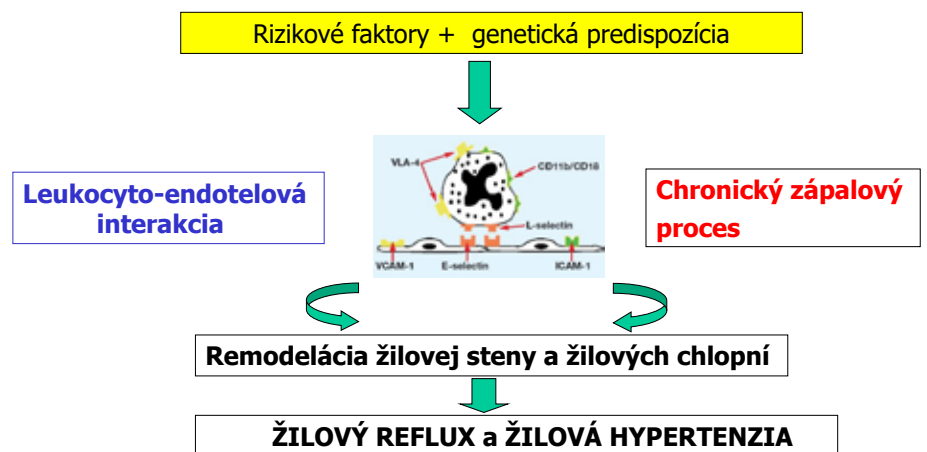 Rizikové faktory + genetická predispozícia
VLA-4
CD11b/CD18
Leukocyto-endotelová
interakcia
Chronický zápalový
proces
L-selectin
VCAM-1 E-selectin ICAM-1
Remodelácia žilovej steny a žilových chlopní
ŽILOVÝ REFLUX a ŽILOVÁ HYPERTENZIA